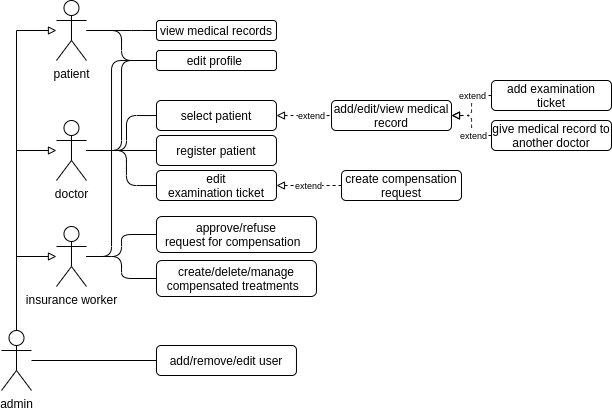 view medical records
edit profile
patient
add examination
ticket
extend
select patient
extend
add/edit/view medical
record
extend
give medical record to
another doctor
register patient
doctor
edit
examination ticket
extend
create compensation
request
approve/refuse
request for compensation
create/delete/manage
compensated treatments
insurance worker
add/remove/edit user
admin